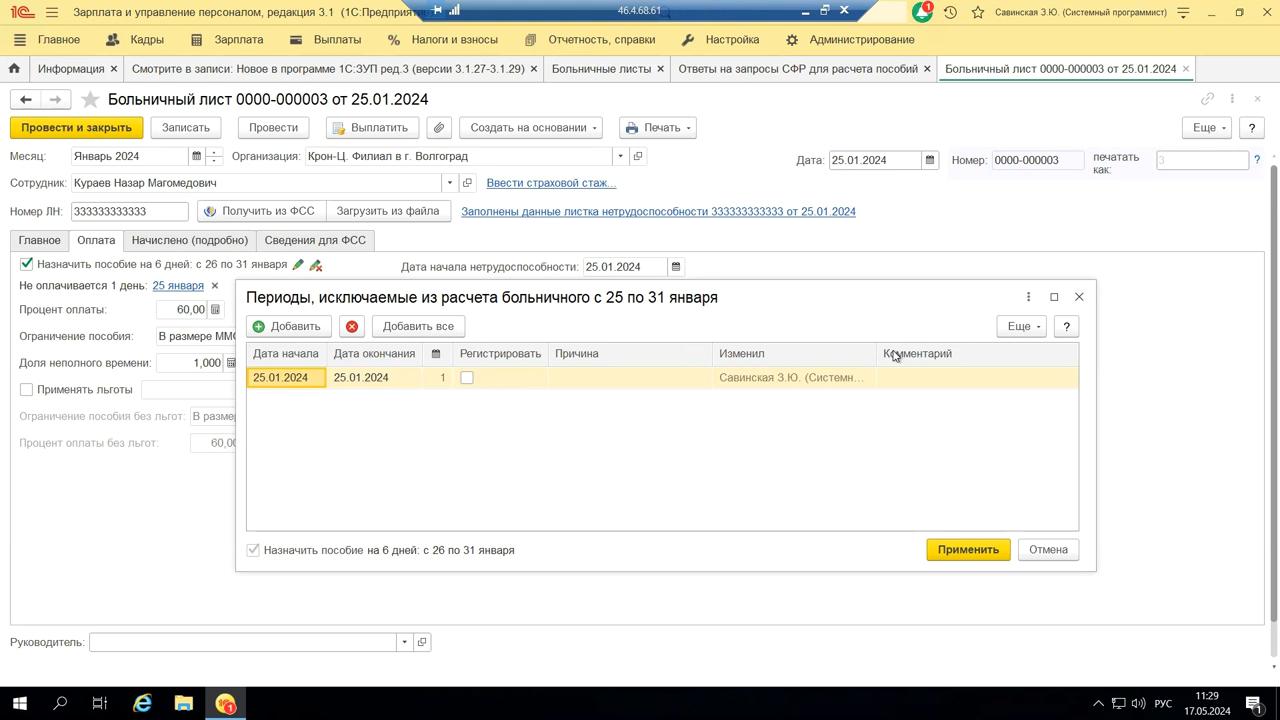 Зарплата и управление персоналом, редакция 3.1 (1С:Предприятие
46.4.68.61
Савинская З.Ю. (Системный программист)
Главное Кадры Зарплата Выплаты Налоги и взносы Отчетность, справки Настройка Администрирование
Информация Смотрите в записи: Новое в программе 1С:ЗУП ред.3 (версии 3.1.27-3.1.29) Больничные листы Ответы на запросы СФР для расчета пособий Больничный лист 0000-000003 от 25.01.2024
Больничный лист 0000-000003 от 25.01.2024
Провести и закрыть Записать Провести Выплатить Создать на основании Печать Еще ?
Месяц: Январь 2024 Организация: Крон-Ц. Филиал в г. Волгоград Дата: 25.01.2024 Номер: 0000-000003 печатать как: 3 ?
Сотрудник: Кураев Назар Магомедович Ввести страховой стаж...
Номер ЛН: 333333333333 Получить из ФСС Загрузить из файла Заполнены данные листка нетрудоспособности 333333333333 от 25.01.2024
Главное Оплата Начислено (подробно) Сведения для ФСС
Назначить пособие на 6 дней: с 26 по 31 января Дата начала нетрудоспособности: 25.01.2024
Не оплачивается 1 день: 25 января
Процент оплаты: 60,00
Ограничение пособия: В размере ММО
Доля неполного времени: 1,000
Применять льготы
Ограничение пособия без льгот: В размер
Процент оплаты без льгот: 60,0
Периоды, исключаемые из расчета больничного с 25 по 31 января
Добавить Добавить все Еще ?
Дата начала Дата окончания Регистрировать Причина Изменил Комментарий
25.01.2024 25.01.2024 1 Савинская З.Ю. (Системн...
Назначить пособие на 6 дней: с 26 по 31 января Применить Отмена
Руководитель:
РУС 11:29
17.05.2024